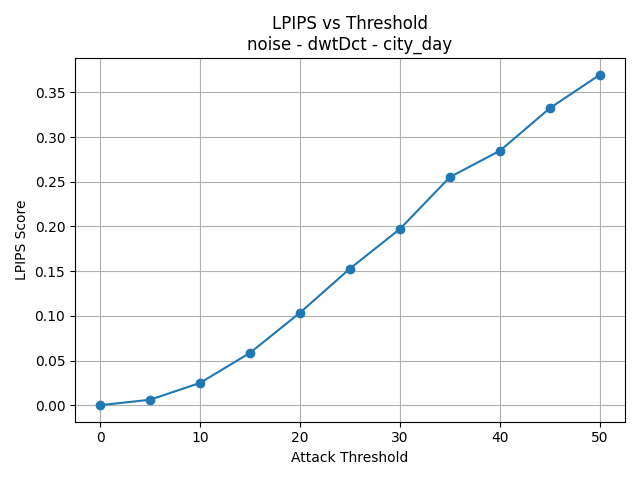 LPIPS vs Threshold
noise - dwtDct - city_day
LPIPS Score
0.35
0.30
0.25
0.20
0.15
0.10
0.05
0.00
0 10 20 30 40 50
Attack Threshold